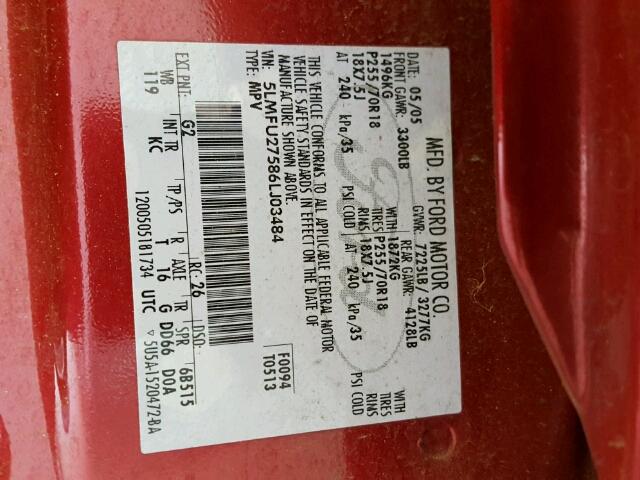 MFD. BY FORD MOTOR CO.
DATE: 05/05 GVWR: 7225LB / 3277KG
FRONT GAWR: 3300LB REAR GAWR: 4128LB
1496KG WITH 1872KG WITH
P255/70R18 TIRES P255/70R18 TIRES
18X7.5J RIMS 18X7.5J RIMS
AT 240 kPa/35 PSI COLD AT 240 kPa/35 PSI COLD
THIS VEHICLE CONFORMS TO ALL APPLICABLE FEDERAL MOTOR
VEHICLE SAFETY STANDARDS IN EFFECT ON THE DATE OF
MANUFACTURE SHOWN ABOVE.
VIN: 5LMFU27586LJ03484 F0094
TYPE: MPV T0513
EXT PNT: G2 RC: 26 DSO:
WB INT TR TP/PS R AXLE TR SPR 6B515
119 KC T 16 G DD66 D0A
12005051B1734 UTC 5U5A-1520472-BA